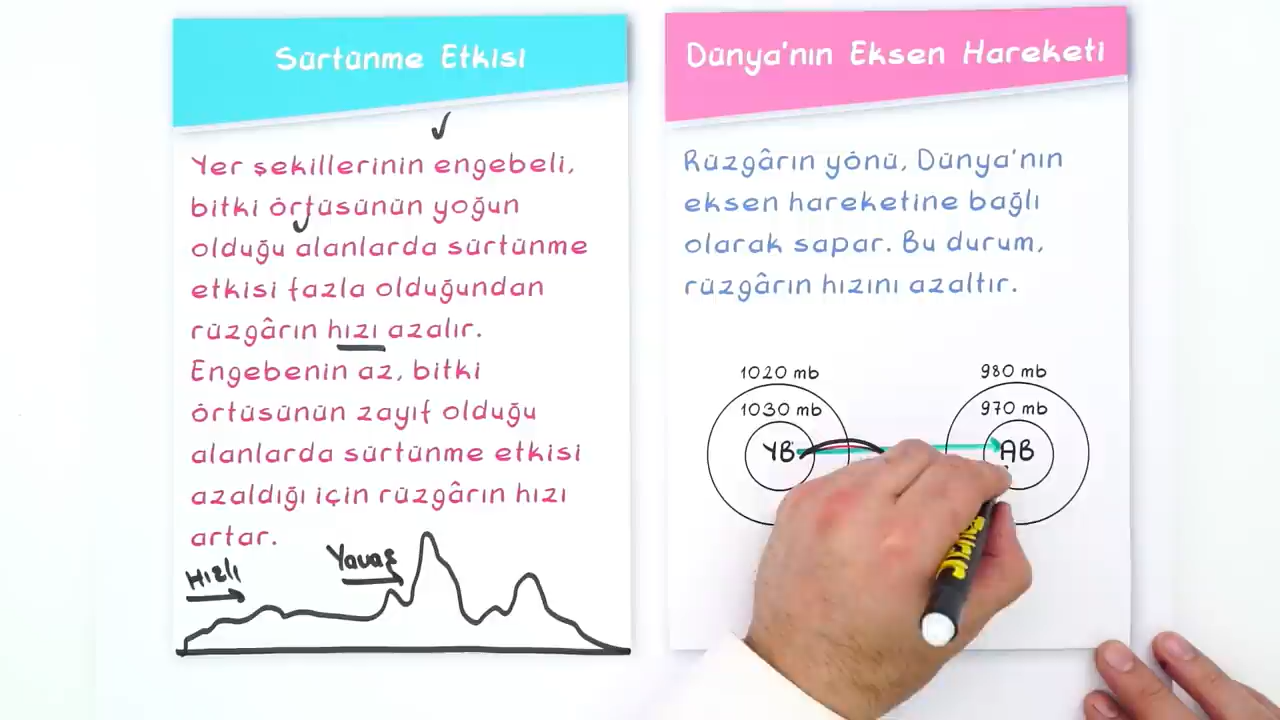 Sürtünme Etkisi
Yer şekillerinin engebeli,
bitki örtüsünün yoğun
olduğu alanlarda sürtünme
etkisi fazla olduğundan
rüzgârın hızı azalır.
Engebenin az, bitki
örtüsünün zayıf olduğu
alanlarda sürtünme etkisi
azaldığı için rüzgârın hızı
artar.
Hızlı
Yavaş
Dünya'nın Eksen Hareketi
Rüzgârın yönü, Dünya'nın
eksen hareketine bağlı
olarak sapar. Bu durum,
rüzgârın hızını azaltır.
1020 mb
1030 mb
YB
980 mb
970 mb
AB